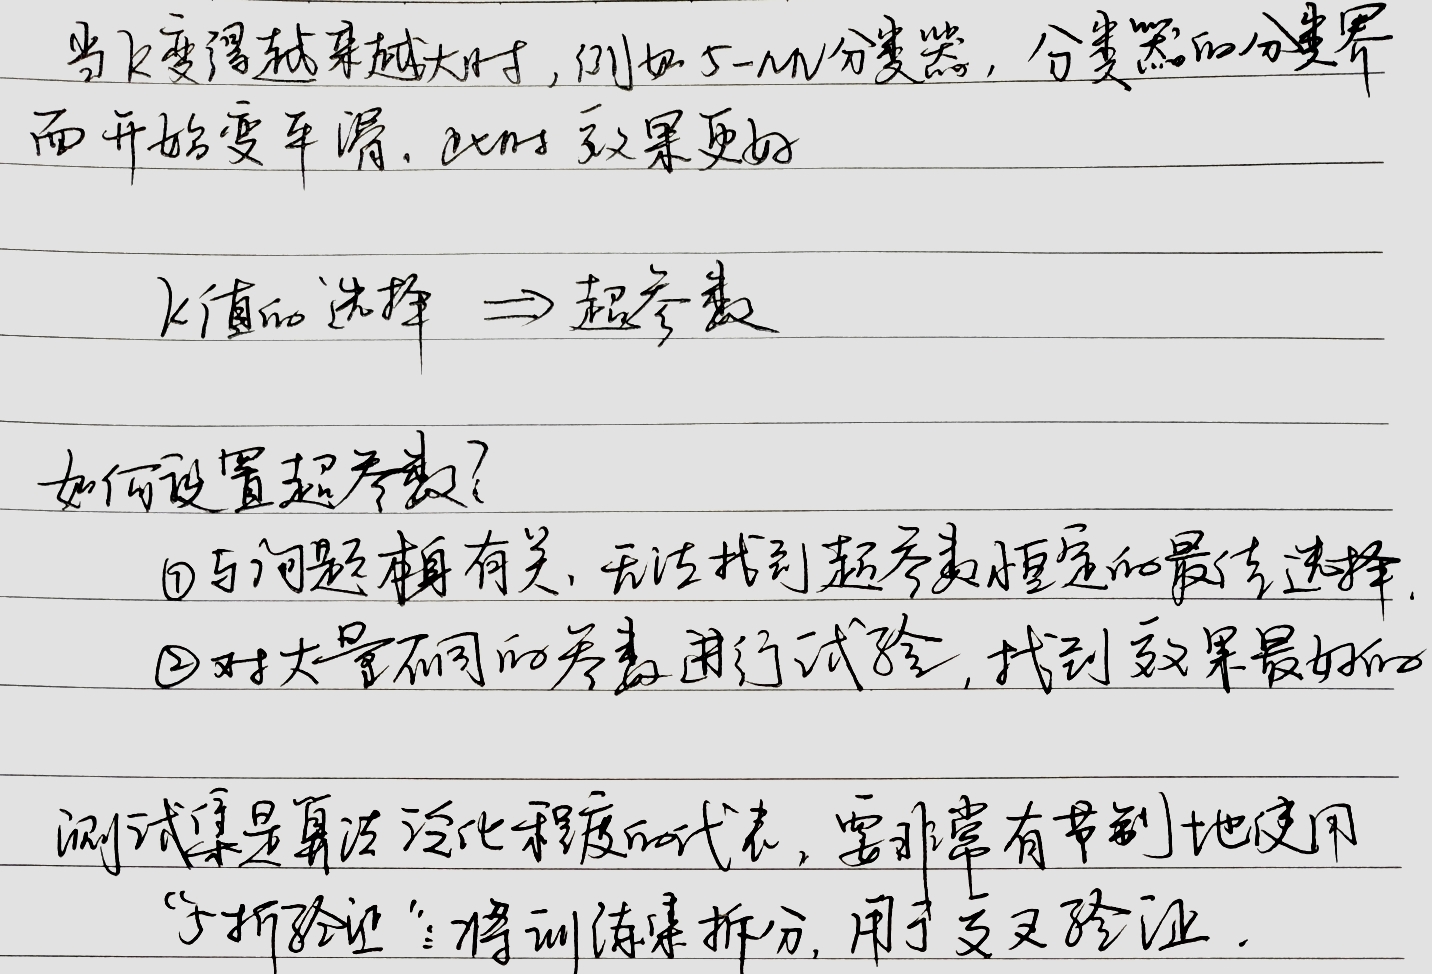 当k变得越来越大时,例如5-NN分类器,分类器的分类界
面开始变平滑.此时效果更好
k值的选择 ⇒ 超参数
如何设置超参数?
①与问题本身有关.无法找到超参数恒定的最佳选择.
②对大量不同的参数进行试验,找到效果最好的
测试集是算法泛化程度的代表,要非常有节制地使用
"5折验证":将训练集拆分,用于交叉验证.